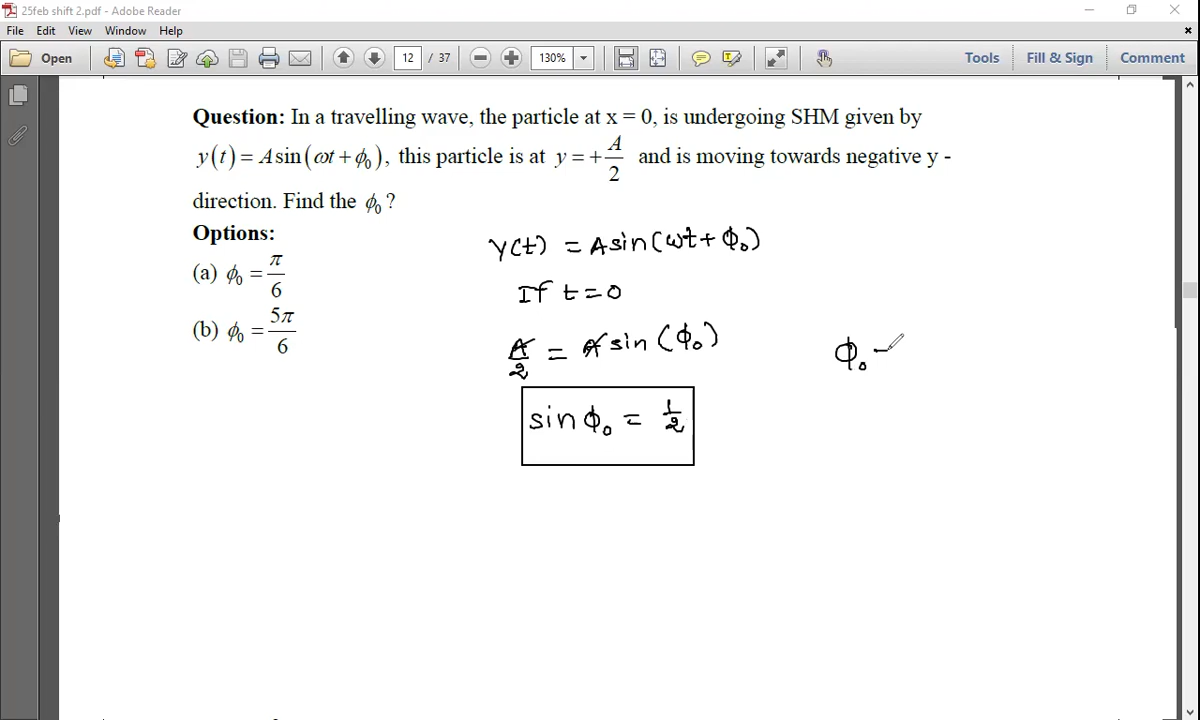 25feb shift 2.pdf - Adobe Reader
File Edit View Window Help
Open 12 / 37 130% Tools Fill & Sign Comment
Question: In a travelling wave, the particle at x = 0, is undergoing SHM given by
y(t) = A sin(ωt + ϕ₀), this particle is at y = +A/2 and is moving towards negative y -
direction. Find the ϕ₀ ?
Options:
(a) ϕ₀ = π/6
(b) ϕ₀ = 5π/6
Y(t) = A sin(ωt + ϕ₀)
If t = 0
A/2 = A sin(ϕ₀)
sin ϕ₀ = 1/2
ϕ₀ -